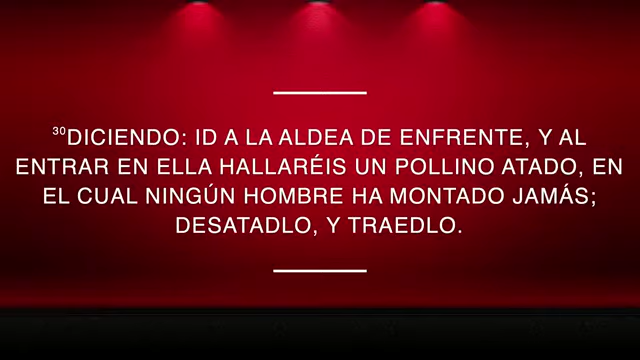 ³⁰DICIENDO: ID A LA ALDEA DE ENFRENTE, Y AL
ENTRAR EN ELLA HALLARÉIS UN POLLINO ATADO, EN
EL CUAL NINGÚN HOMBRE HA MONTADO JAMÁS;
DESATADLO, Y TRAEDLO.